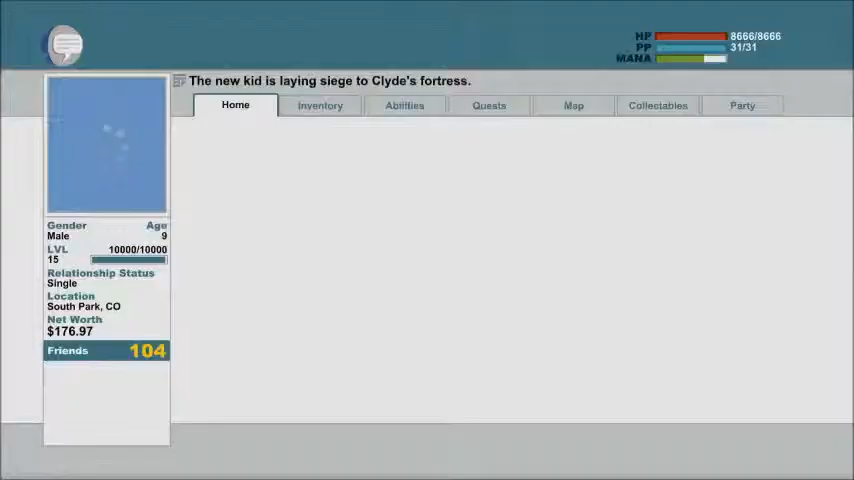 HP 8666/8666
PP 31/31
MANA
The new kid is laying siege to Clyde's fortress.
Home Inventory Abilities Quests Map Collectables Party
Gender Age
Male 9
LVL 10000/10000
15
Relationship Status
Single
Location
South Park, CO
Net Worth
$176.97
Friends 104